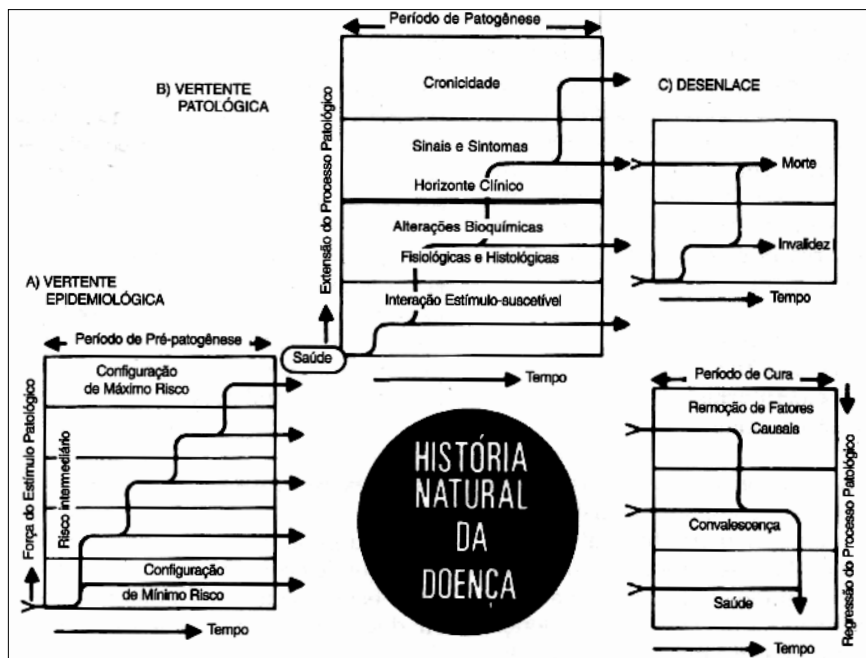 A) VERTENTE
EPIDEMIOLÓGICA
Período de Pré-patogênese
Força do Estímulo Patológico
Risco intermediário
Configuração
de Máximo Risco
Configuração
de Mínimo Risco
Tempo
B) VERTENTE
PATOLÓGICA
Período de Patogênese
Extensão do Processo Patológico
Cronicidade
Sinais e Sintomas
Horizonte Clínico
Alterações Bioquímicas
Fisiológicas e Histológicas
Interação Estímulo-suscetível
Saúde
Tempo
C) DESENLACE
Morte
Invalidez
Tempo
HISTÓRIA
NATURAL
DA
DOENÇA
Período de Cura
Remoção de Fatores
Causais
Convalescença
Saúde
Regressão do Processo Patológico
Tempo